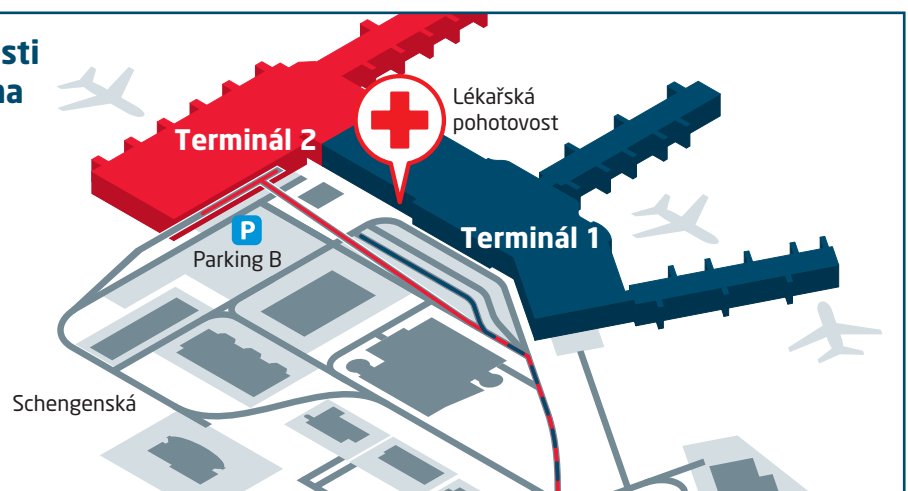 sti
na
Lékařská
pohotovost
Terminál 2
Terminál 1
P
Parking B
Schengenská